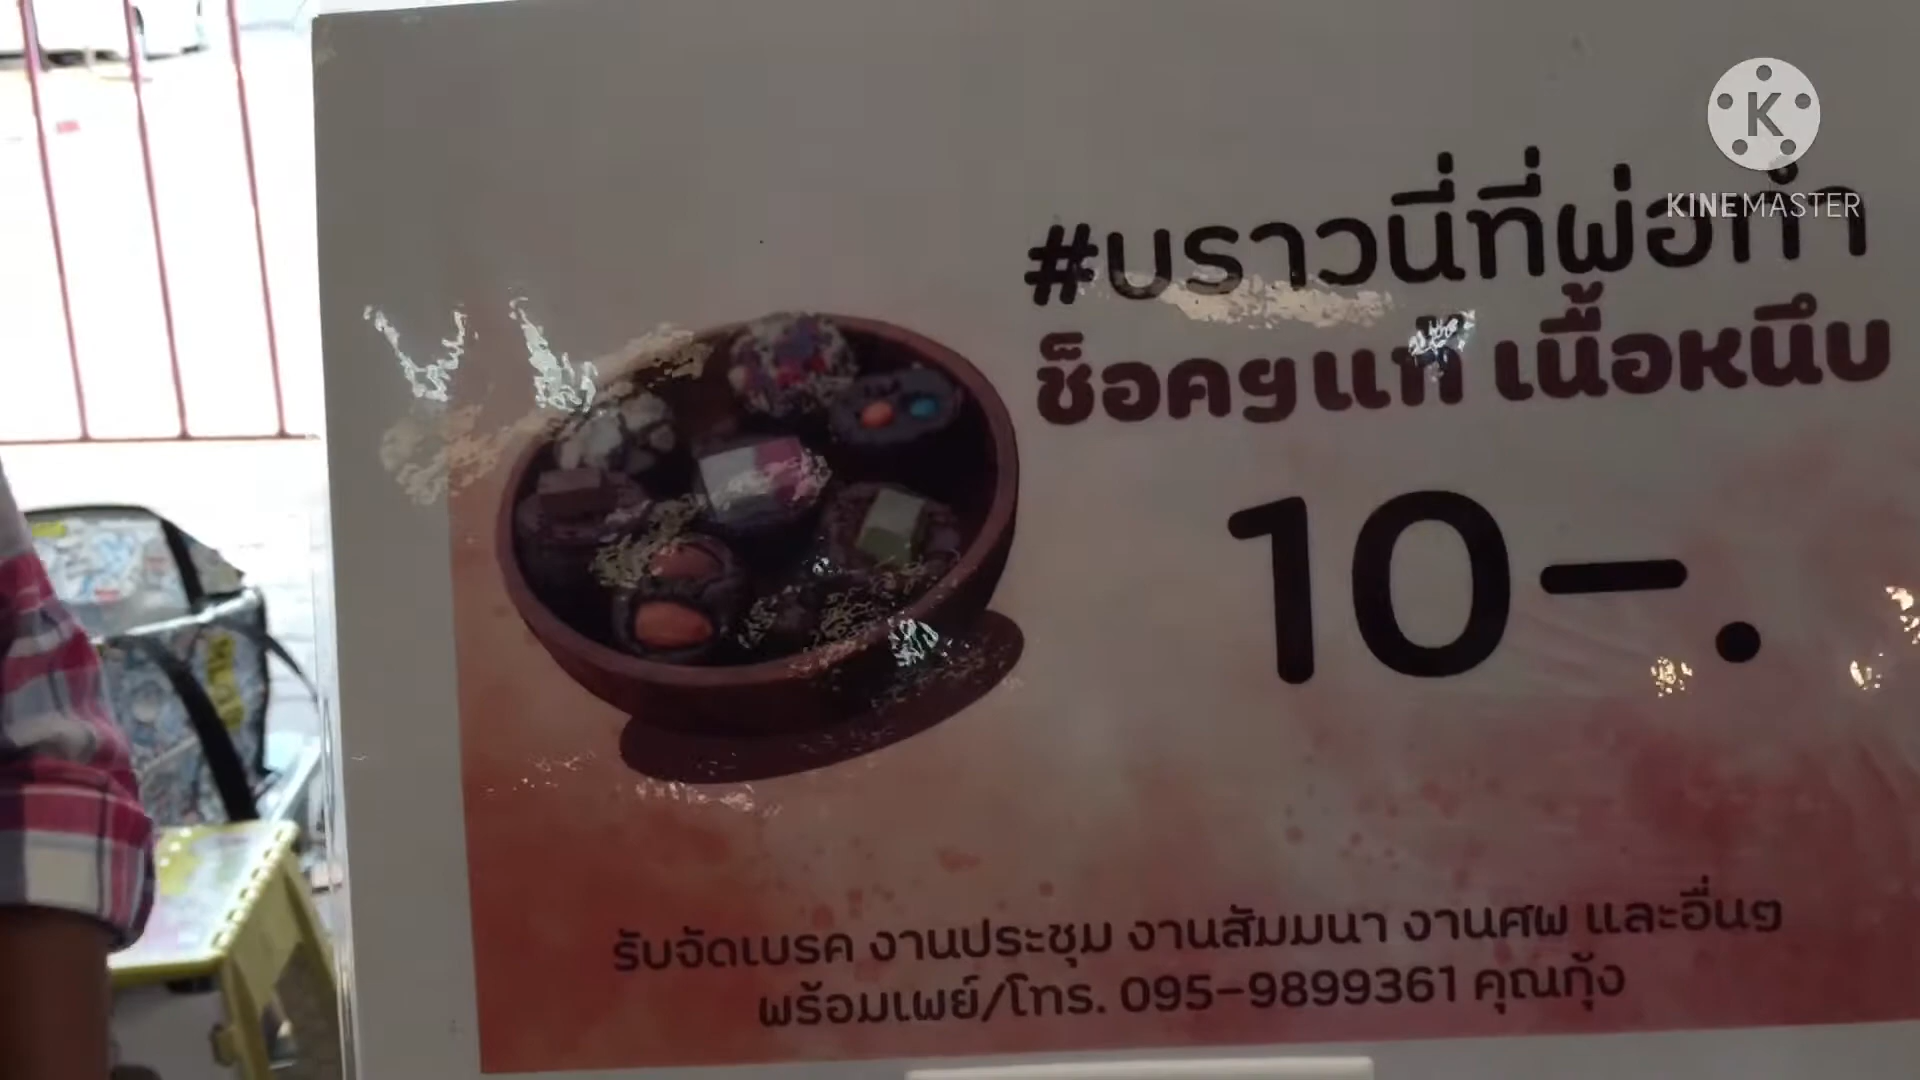 KINEMASTER
#บราวนี่ที่พ่อทำ
ช็อคฯแท้ เนื้อหนึบ
10-.
รับจัดเบรค งานประชุม งานสัมมนา งานศพ และอื่นๆ
พร้อมเพย์/โทร. 095-9899361 คุณกุ้ง